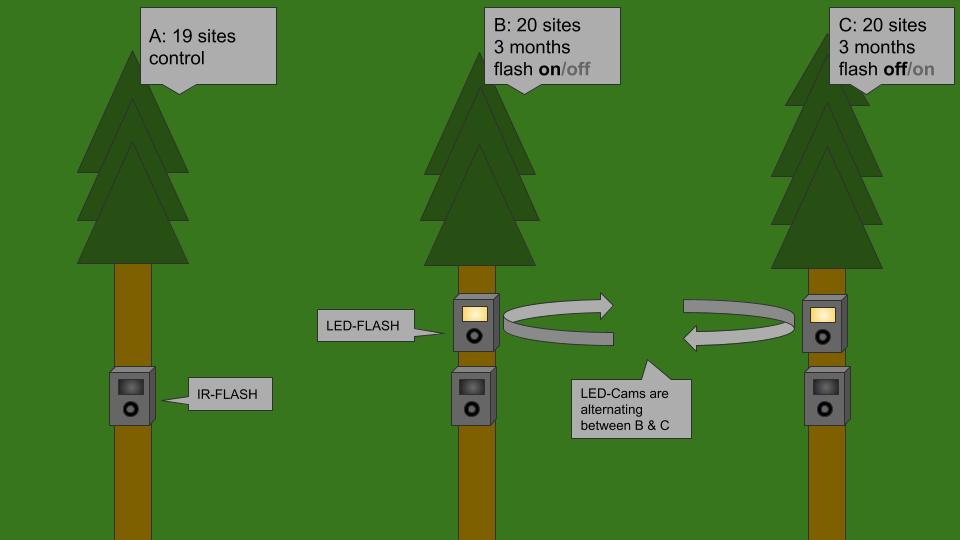 A: 19 sites
control
B: 20 sites
3 months
flash on/off
C: 20 sites
3 months
flash off/on
LED-FLASH
IR-FLASH
LED-Cams are
alternating
between B & C